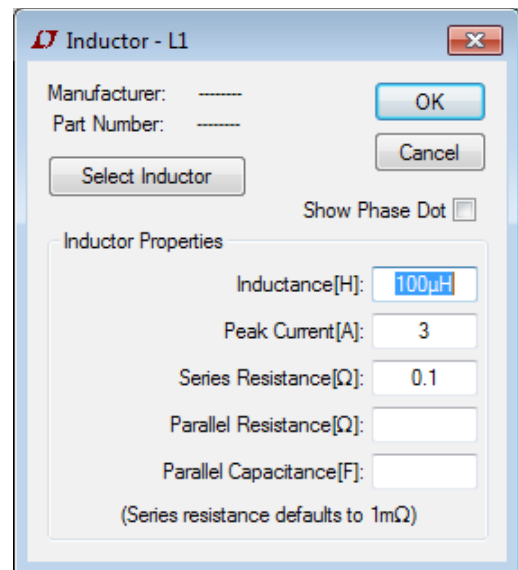 Inductor - L1
Manufacturer: --------
OK
Part Number: --------
Cancel
Select Inductor
Show Phase Dot
Inductor Properties
Inductance[H]: 100µH
Peak Current[A]: 3
Series Resistance[Ω]: 0.1
Parallel Resistance[Ω]:
Parallel Capacitance[F]:
(Series resistance defaults to 1mΩ)